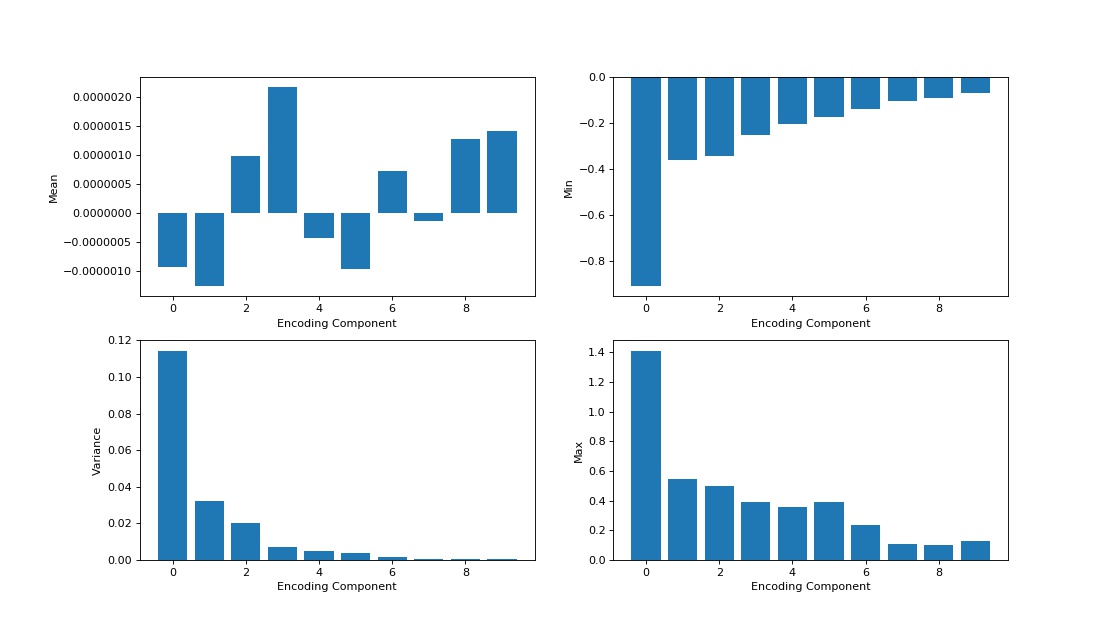 0.0000020
0.0000015
0.0000010
0.0000005
0.0000000
−0.0000005
−0.0000010
Mean
0 2 4 6 8
Encoding Component
0.0
−0.2
−0.4
−0.6
−0.8
Min
0 2 4 6 8
Encoding Component
0.12
0.10
0.08
0.06
0.04
0.02
0.00
Variance
0 2 4 6 8
Encoding Component
1.4
1.2
1.0
0.8
0.6
0.4
0.2
0.0
Max
0 2 4 6 8
Encoding Component